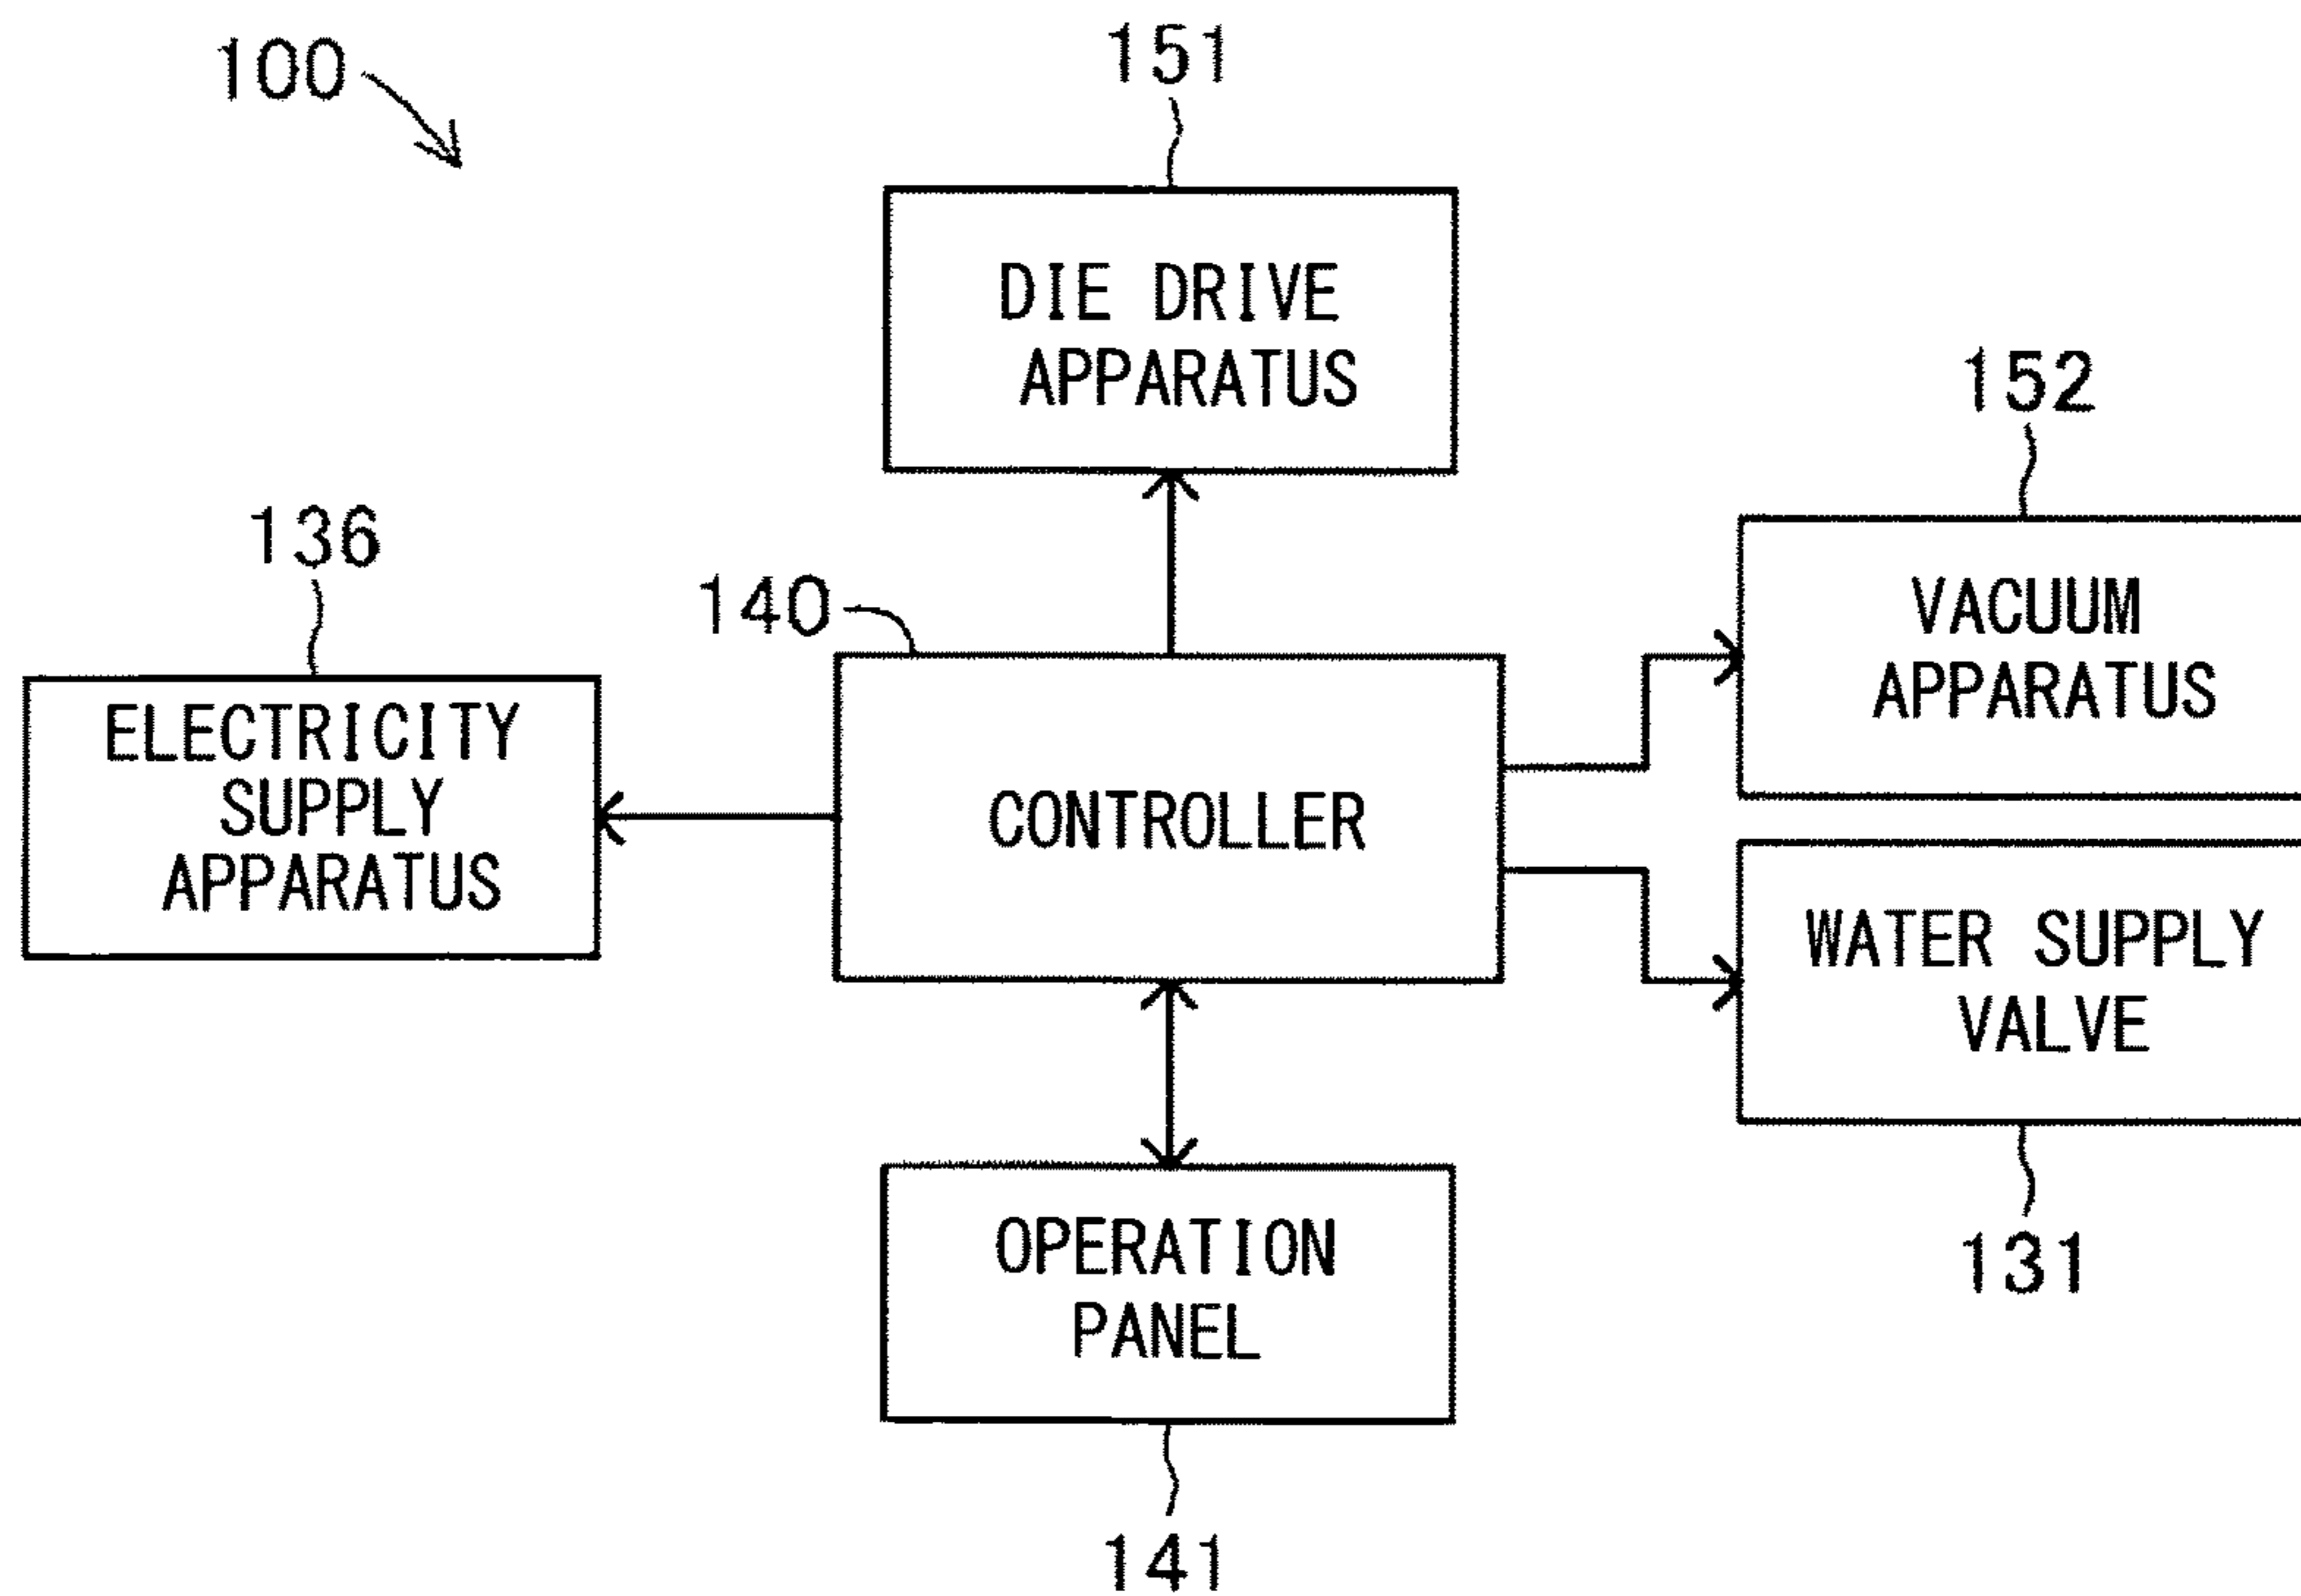 100
151
DIE DRIVE
APPARATUS
152
VACUUM
APPARATUS
136
ELECTRICITY
SUPPLY
APPARATUS
140
CONTROLLER
WATER SUPPLY
VALVE
131
OPERATION
PANEL
141